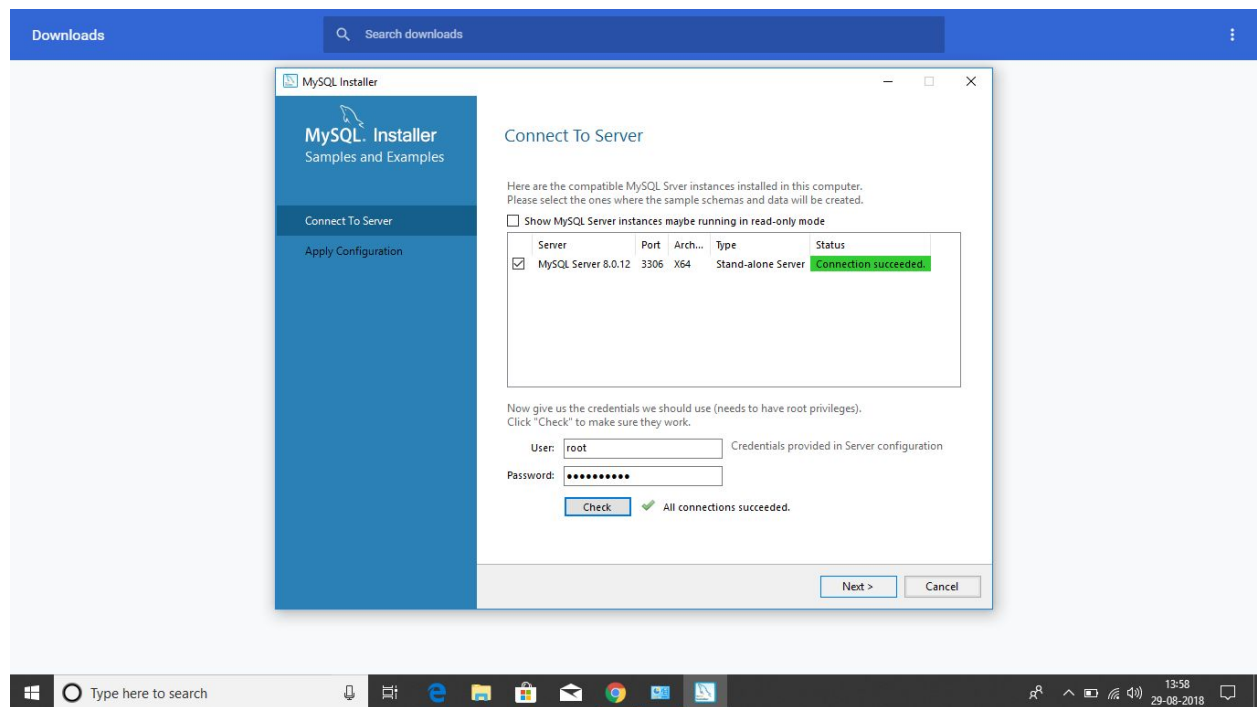 Downloads
Search downloads
MySQL Installer
MySQL. Installer
Samples and Examples
Connect To Server
Apply Configuration
Connect To Server
Here are the compatible MySQL Srver instances installed in this computer.
Please select the ones where the sample schemas and data will be created.
Show MySQL Server instances maybe running in read-only mode
Server Port Arch... Type Status
MySQL Server 8.0.12 3306 X64 Stand-alone Server Connection succeeded.
Now give us the credentials we should use (needs to have root privileges).
Click "Check" to make sure they work.
User: root Credentials provided in Server configuration
Password: ••••••••••
Check All connections succeeded.
Next > Cancel
Type here to search
13:58
29-08-2018